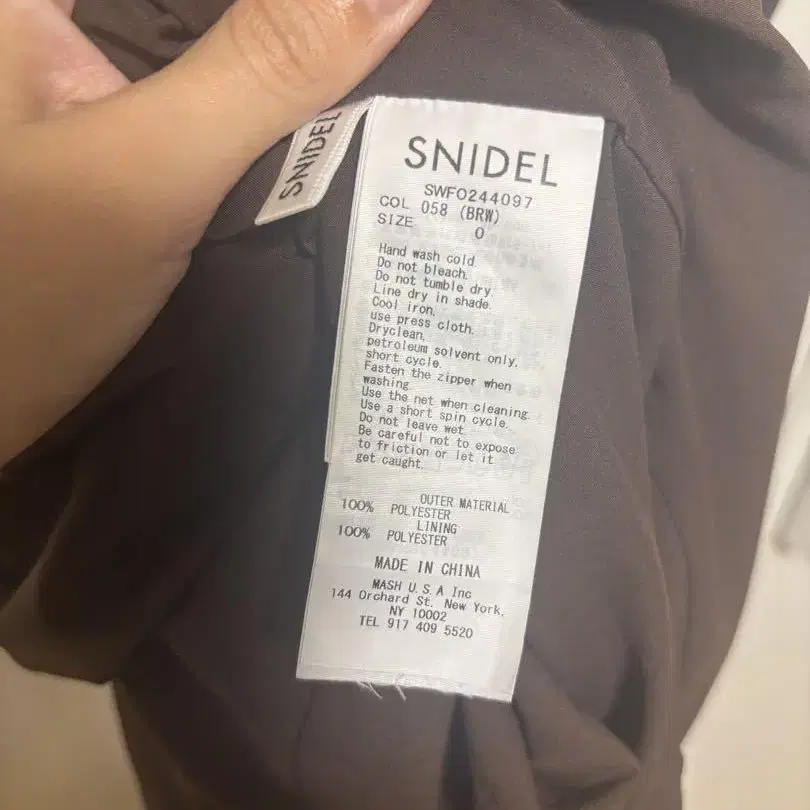 SNIDEL
SNIDEL
SWFO244097
COL 058 (BRW)
SIZE 0
Hand wash cold
Do not bleach.
Do not tumble dry.
Line dry in shade.
Cool iron.
use press cloth.
Dryclean,
petroleum solvent only.
short cycle.
Fasten the zipper when
washing.
Use the net when cleaning.
Use a short spin cycle.
Do not leave wet.
Be careful not to expose
to friction or let it
get caught.
OUTER MATERIAL
100% POLYESTER
LINING
100% POLYESTER
MADE IN CHINA
MASH U.S.A Inc
144 Orchard St. New York,
NY 10002
TEL 917 409 5520